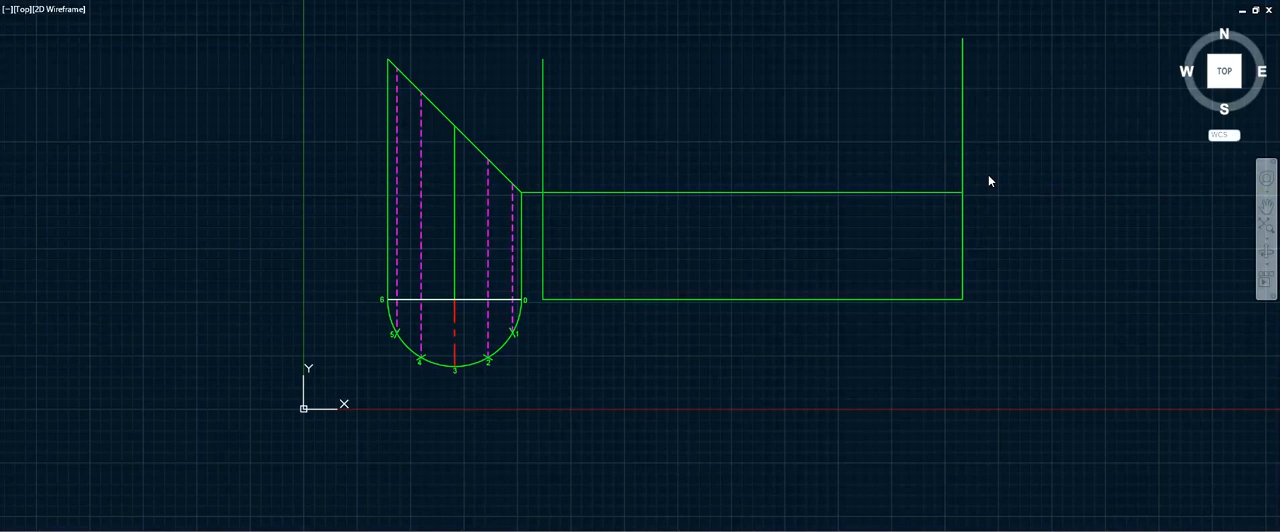 [−][Top][2D Wireframe]
N
W TOP E
S
WCS
6 0
5 1
4 2
3
Y
X